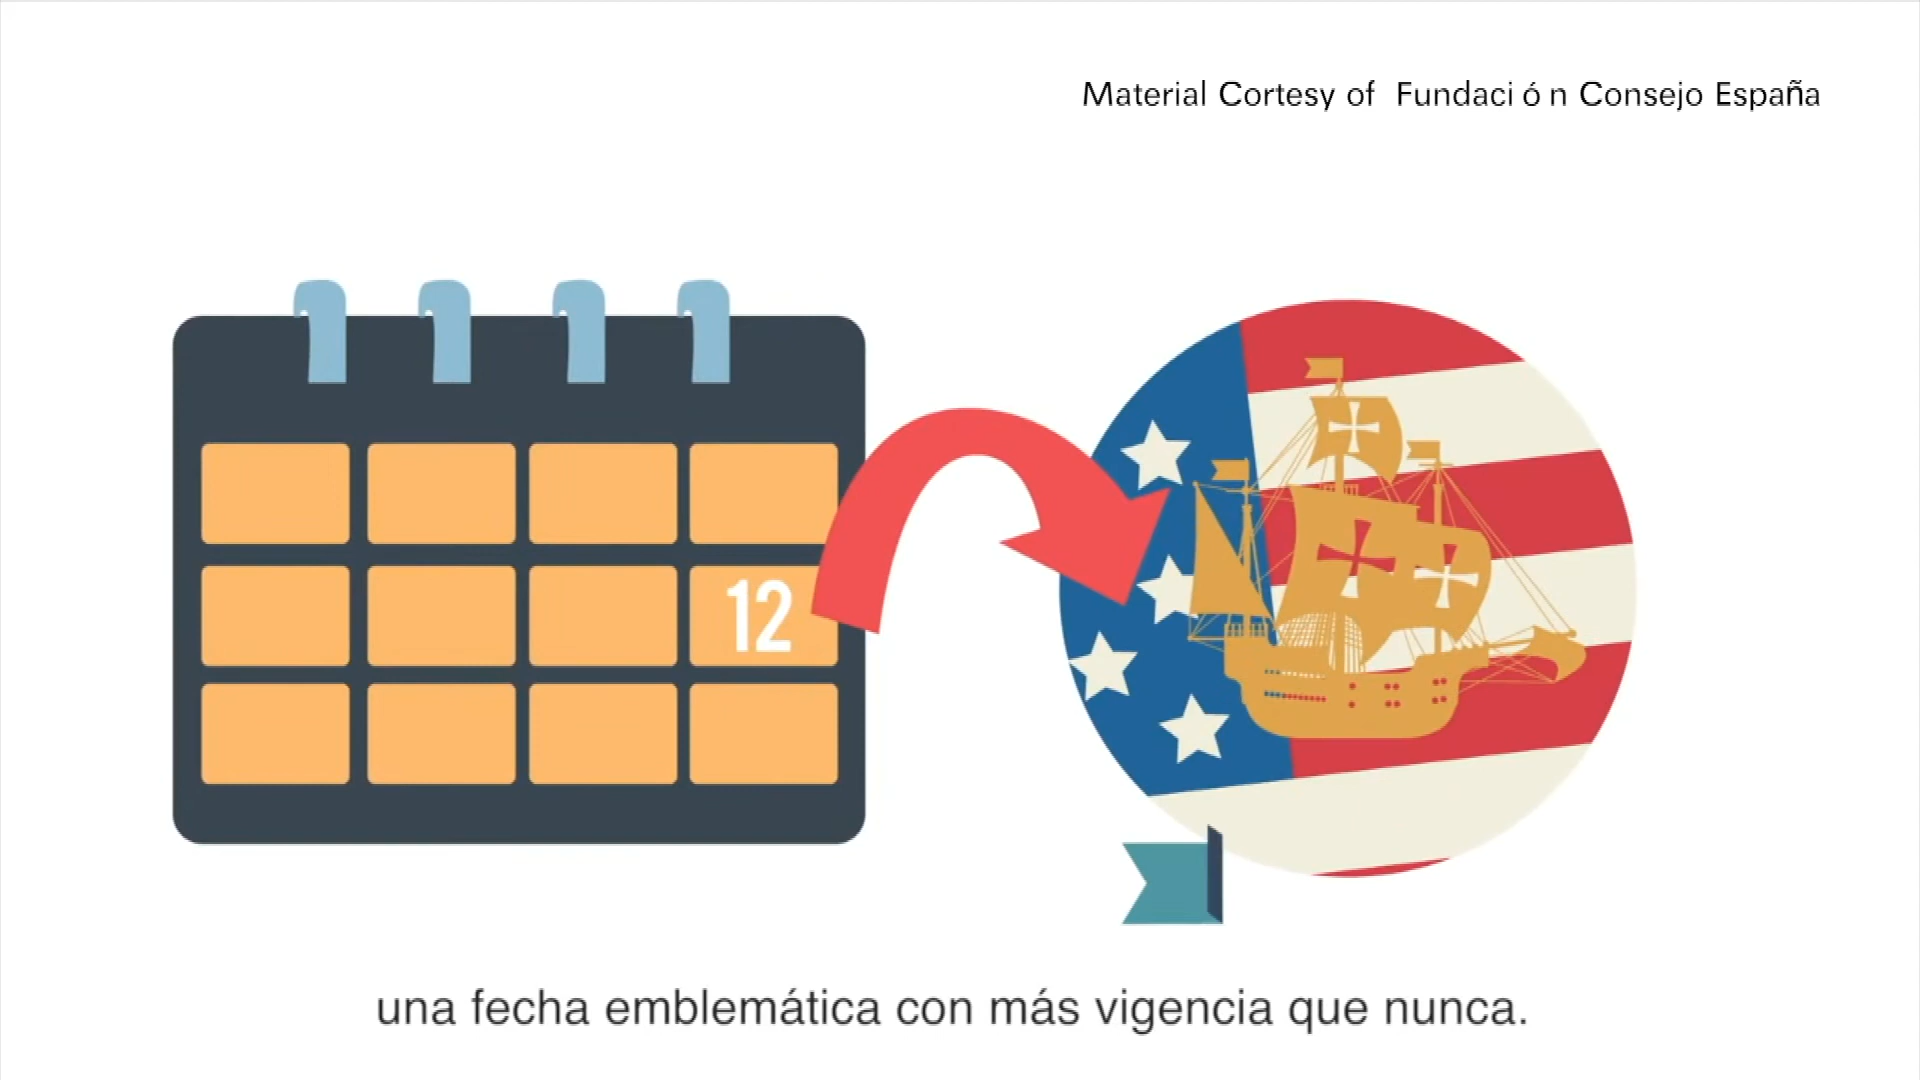 Material Cortesy of Fundaci ó n Consejo España
12
una fecha emblemática con más vigencia que nunca.